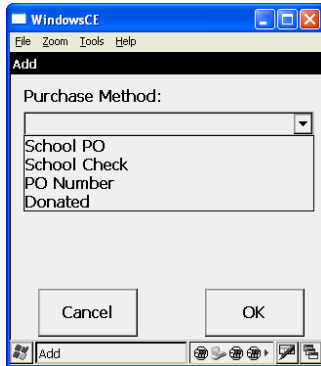 WindowsCE
File Zoom Tools Help
Add
Purchase Method:
School PO
School Check
PO Number
Donated
Cancel OK
Add